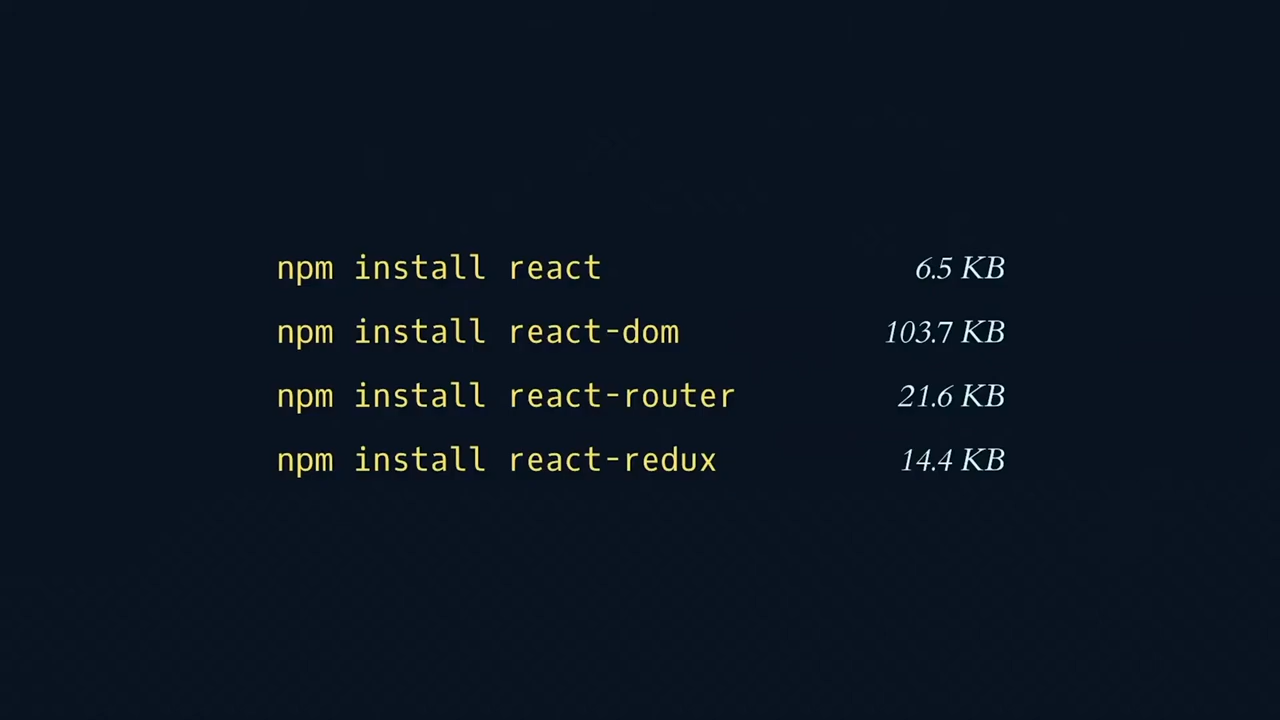 npm install react 6.5 KB
npm install react-dom 103.7 KB
npm install react-router 21.6 KB
npm install react-redux 14.4 KB